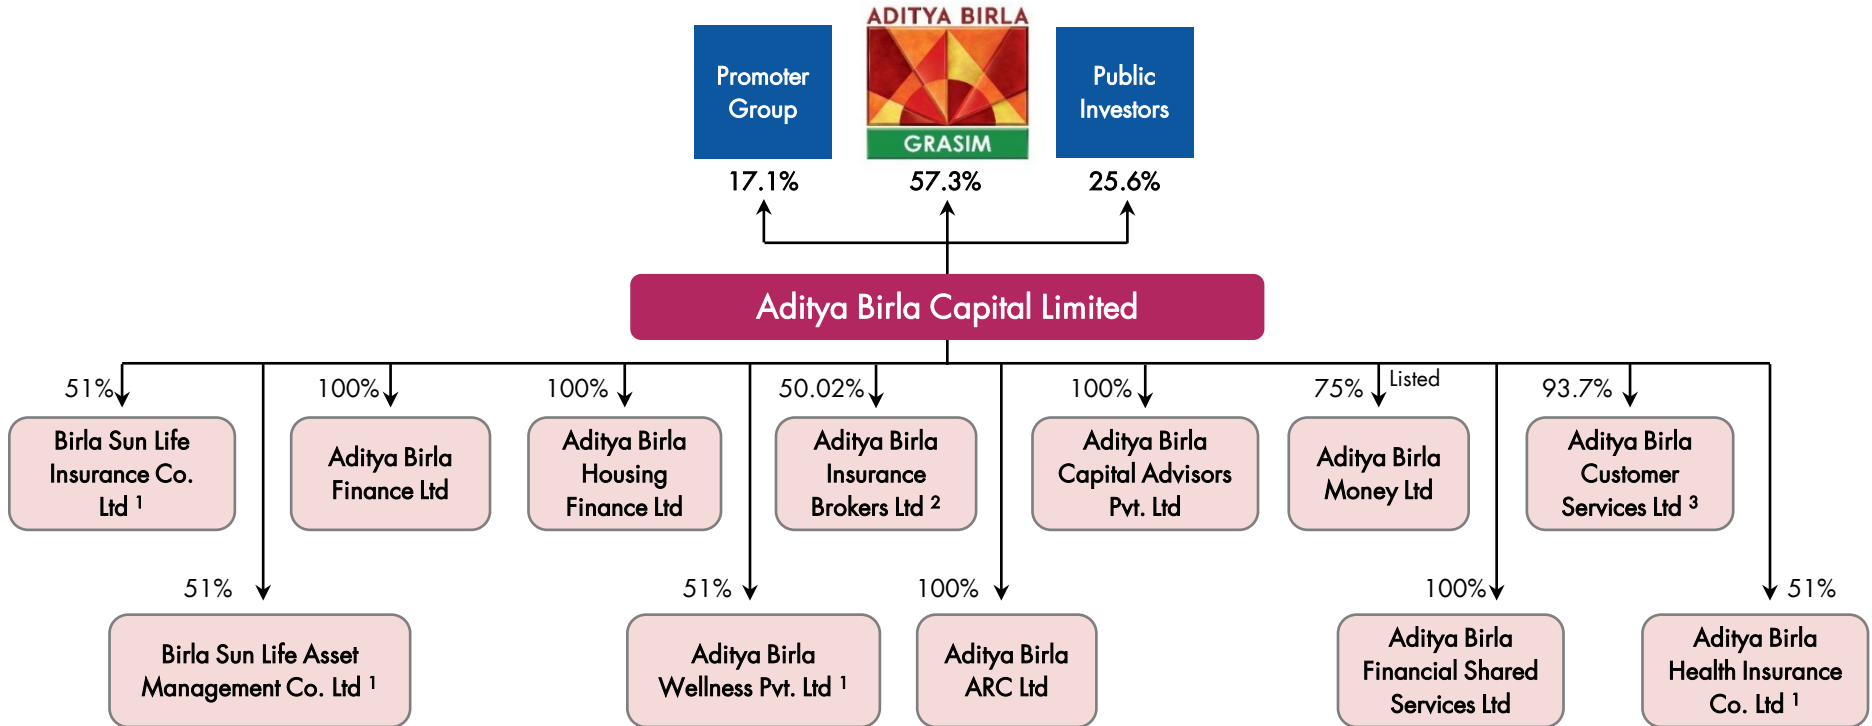 ADITYA BIRLA
GRASIM
Promoter
Group
Public
Investors
17.1%
57.3%
25.6%
Aditya Birla Capital Limited
51%
100%
100%
50.02%
100%
75%
Listed
93.7%
Birla Sun Life
Insurance Co.
Ltd 1
Aditya Birla
Finance Ltd
Aditya Birla
Housing
Finance Ltd
Aditya Birla
Insurance
Brokers Ltd 2
Aditya Birla
Capital Advisors
Pvt. Ltd
Aditya Birla
Money Ltd
Aditya Birla
Customer
Services Ltd 3
51%
51%
100%
100%
51%
Birla Sun Life Asset
Management Co. Ltd 1
Aditya Birla
Wellness Pvt. Ltd 1
Aditya Birla
ARC Ltd
Aditya Birla
Financial Shared
Services Ltd
Aditya Birla
Health Insurance
Co. Ltd 1